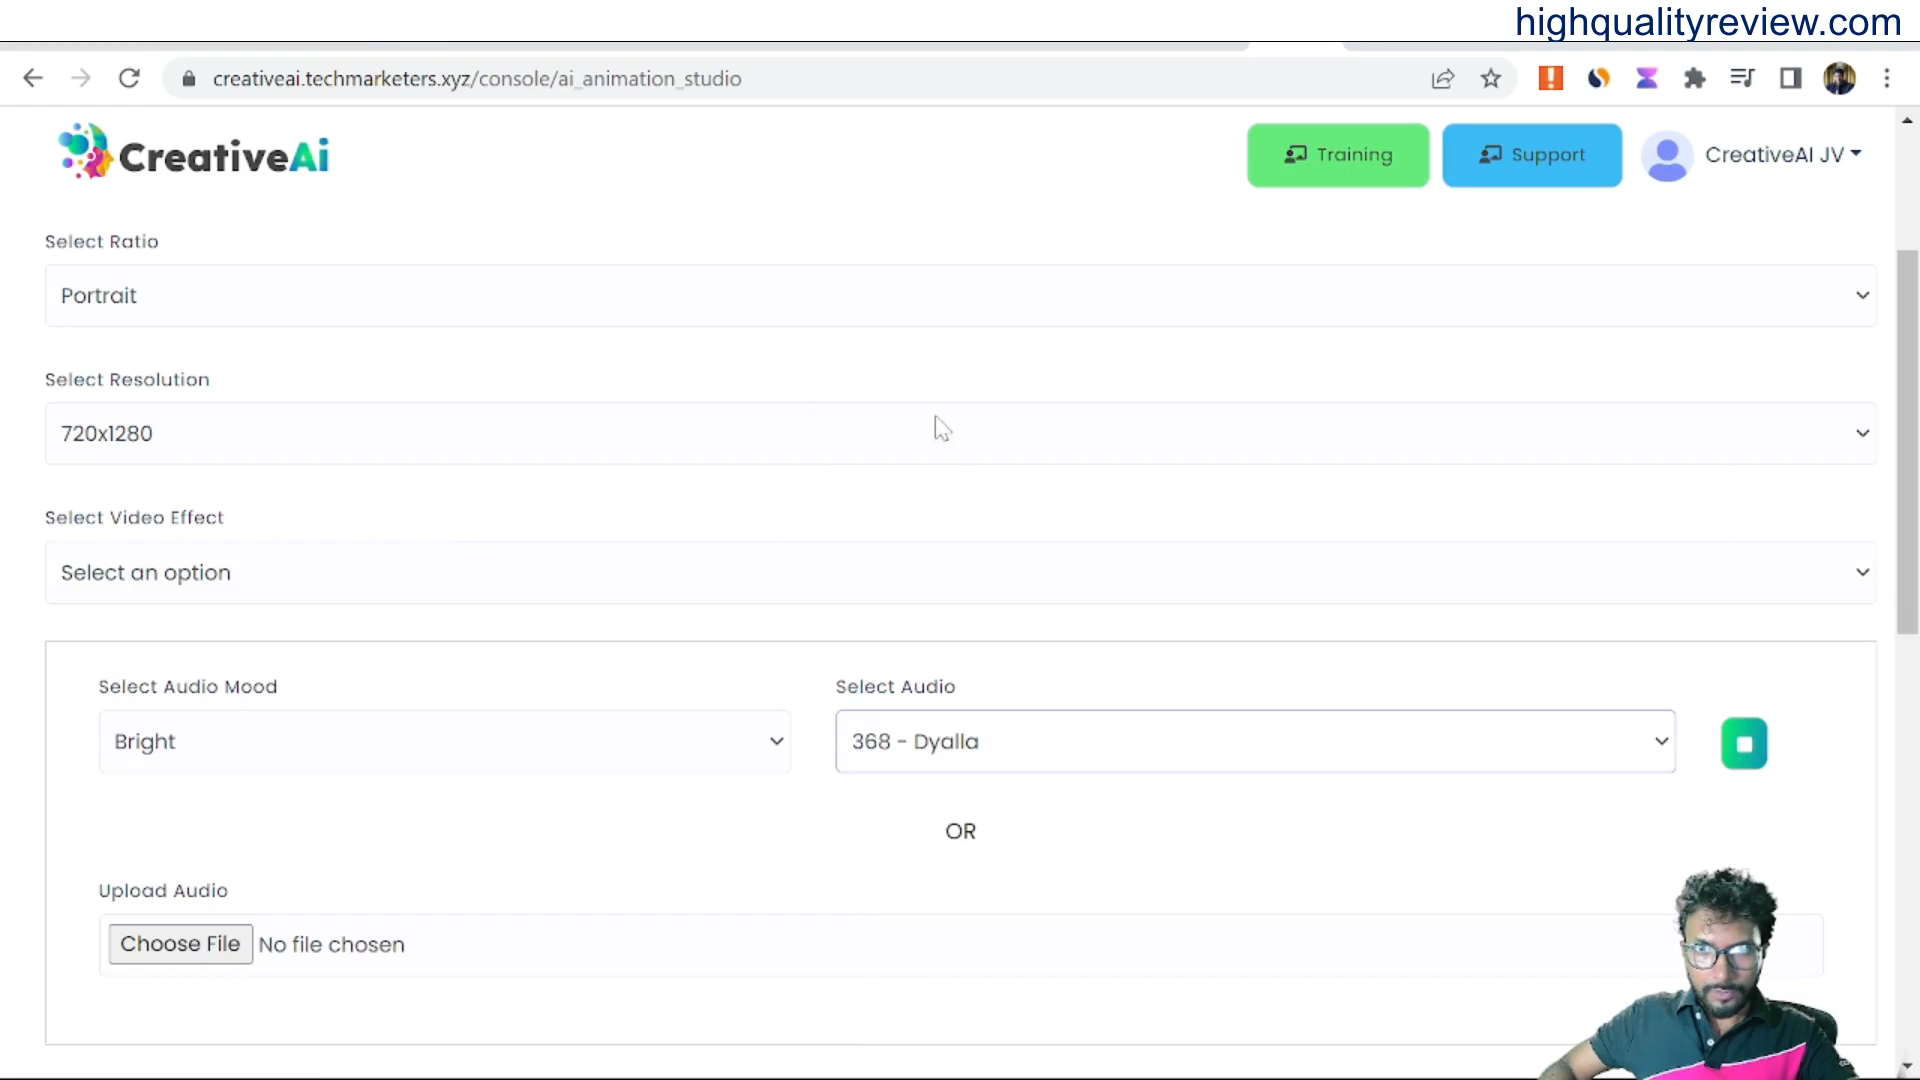 highqualityreview.com
creativeai.techmarketers.xyz/console/ai_animation_studio
CreativeAi
Training
Support
CreativeAI JV
Select Ratio
Portrait
Select Resolution
720x1280
Select Video Effect
Select an option
Select Audio Mood
Select Audio
Bright
368 - Dyalla
OR
Upload Audio
Choose File No file chosen